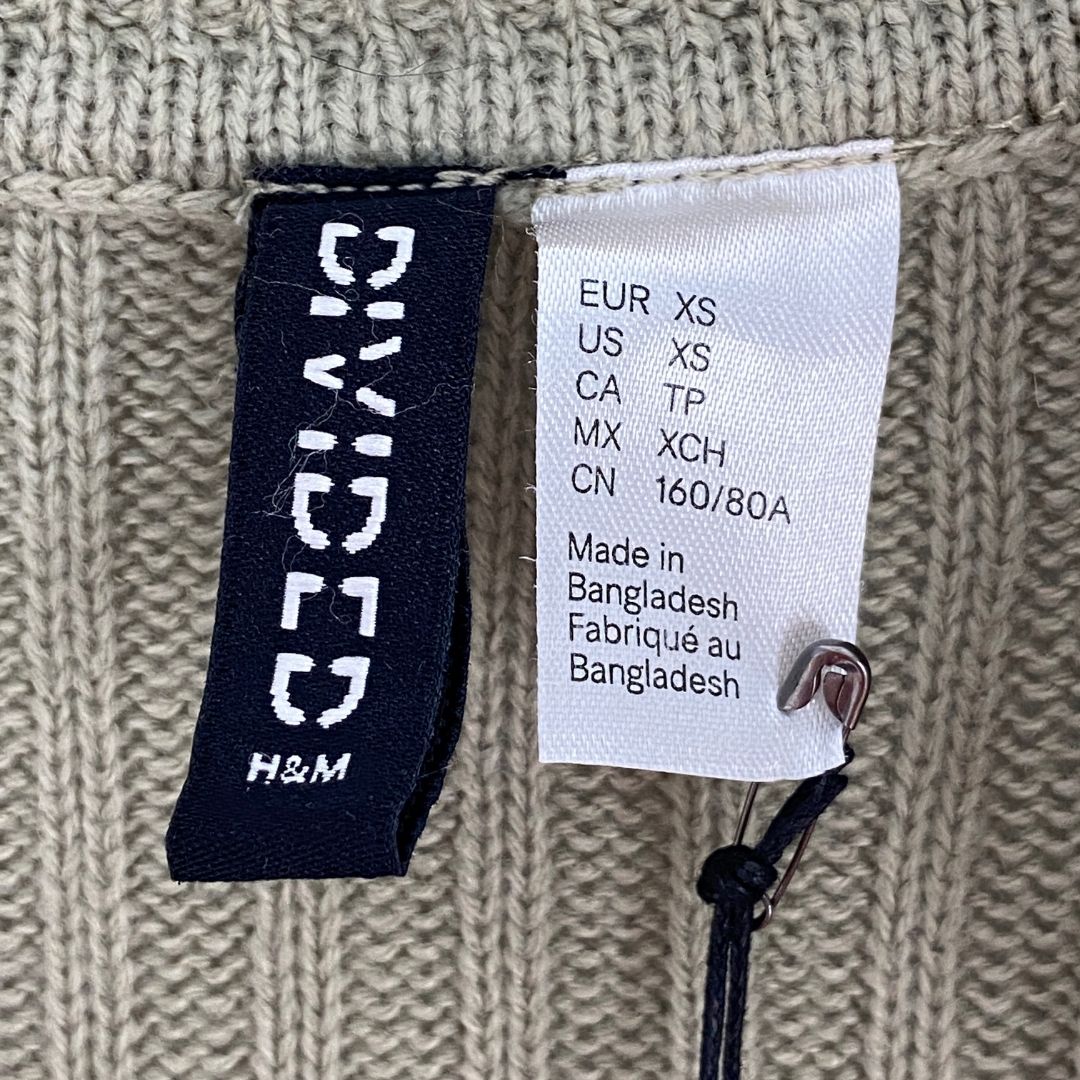 DIVIDED
H&M
EUR XS
US XS
CA TP
MX XCH
CN 160/80A
Made in
Bangladesh
Fabriqué au
Bangladesh